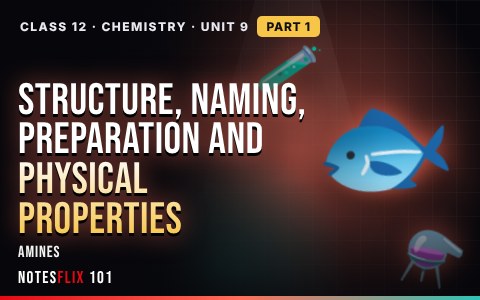 CLASS 12 · CHEMISTRY · UNIT 9 PART 1
STRUCTURE, NAMING,
PREPARATION AND
PHYSICAL
PROPERTIES
AMINES
NOTESFLIX 101